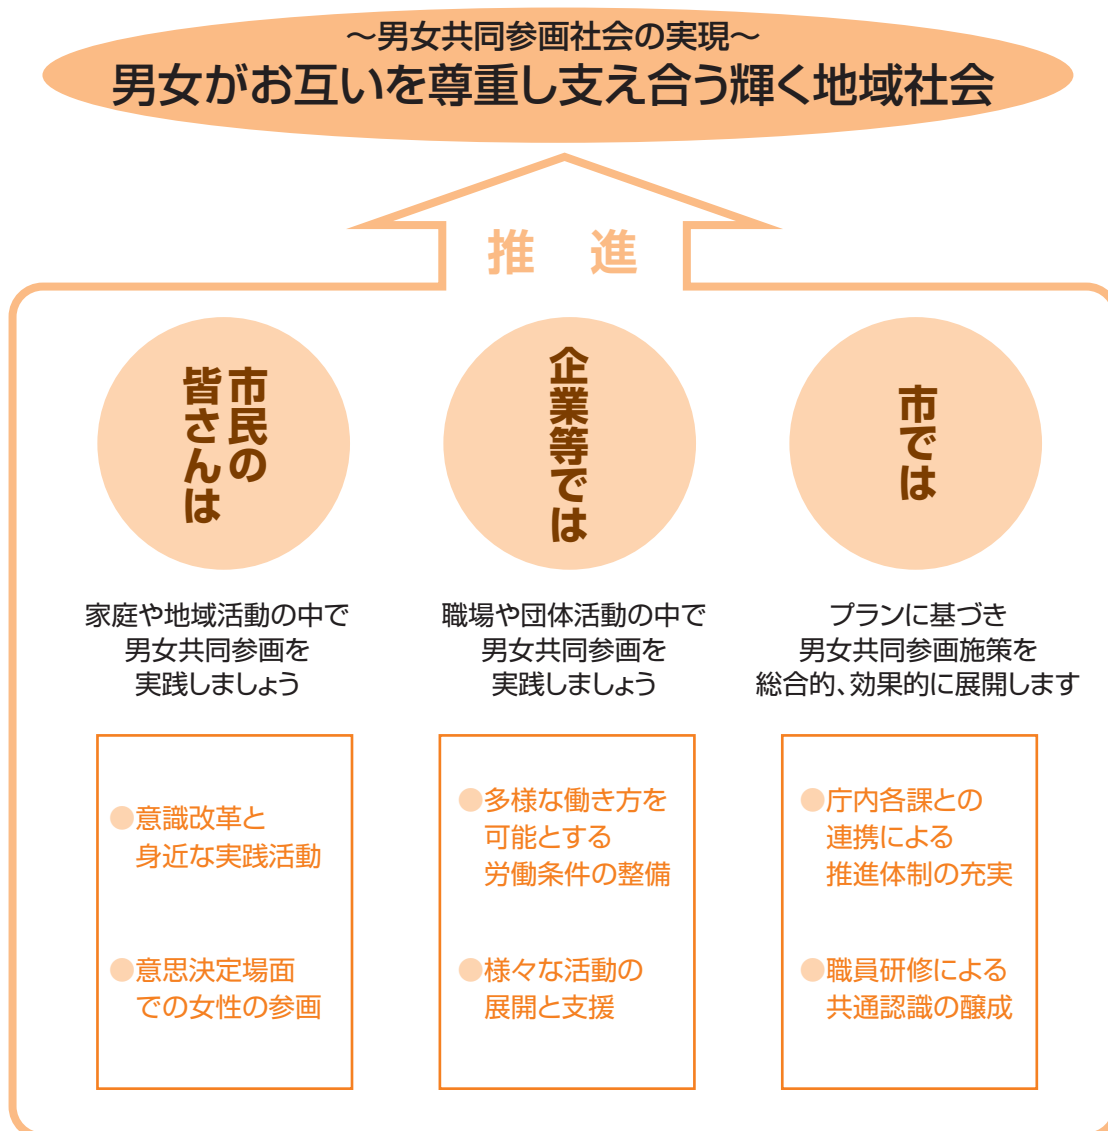 ～男女共同参画社会の実現～
男女がお互いを尊重し支え合う輝く地域社会
推　進
市民の
皆さんは
家庭や地域活動の中で
男女共同参画を
実践しましょう
●意識改革と
身近な実践活動
●意思決定場面
での女性の参画
企業等では
職場や団体活動の中で
男女共同参画を
実践しましょう
●多様な働き方を
可能とする
労働条件の整備
●様々な活動の
展開と支援
市では
プランに基づき
男女共同参画施策を
総合的、効果的に展開します
●庁内各課との
連携による
推進体制の充実
●職員研修による
共通認識の醸成